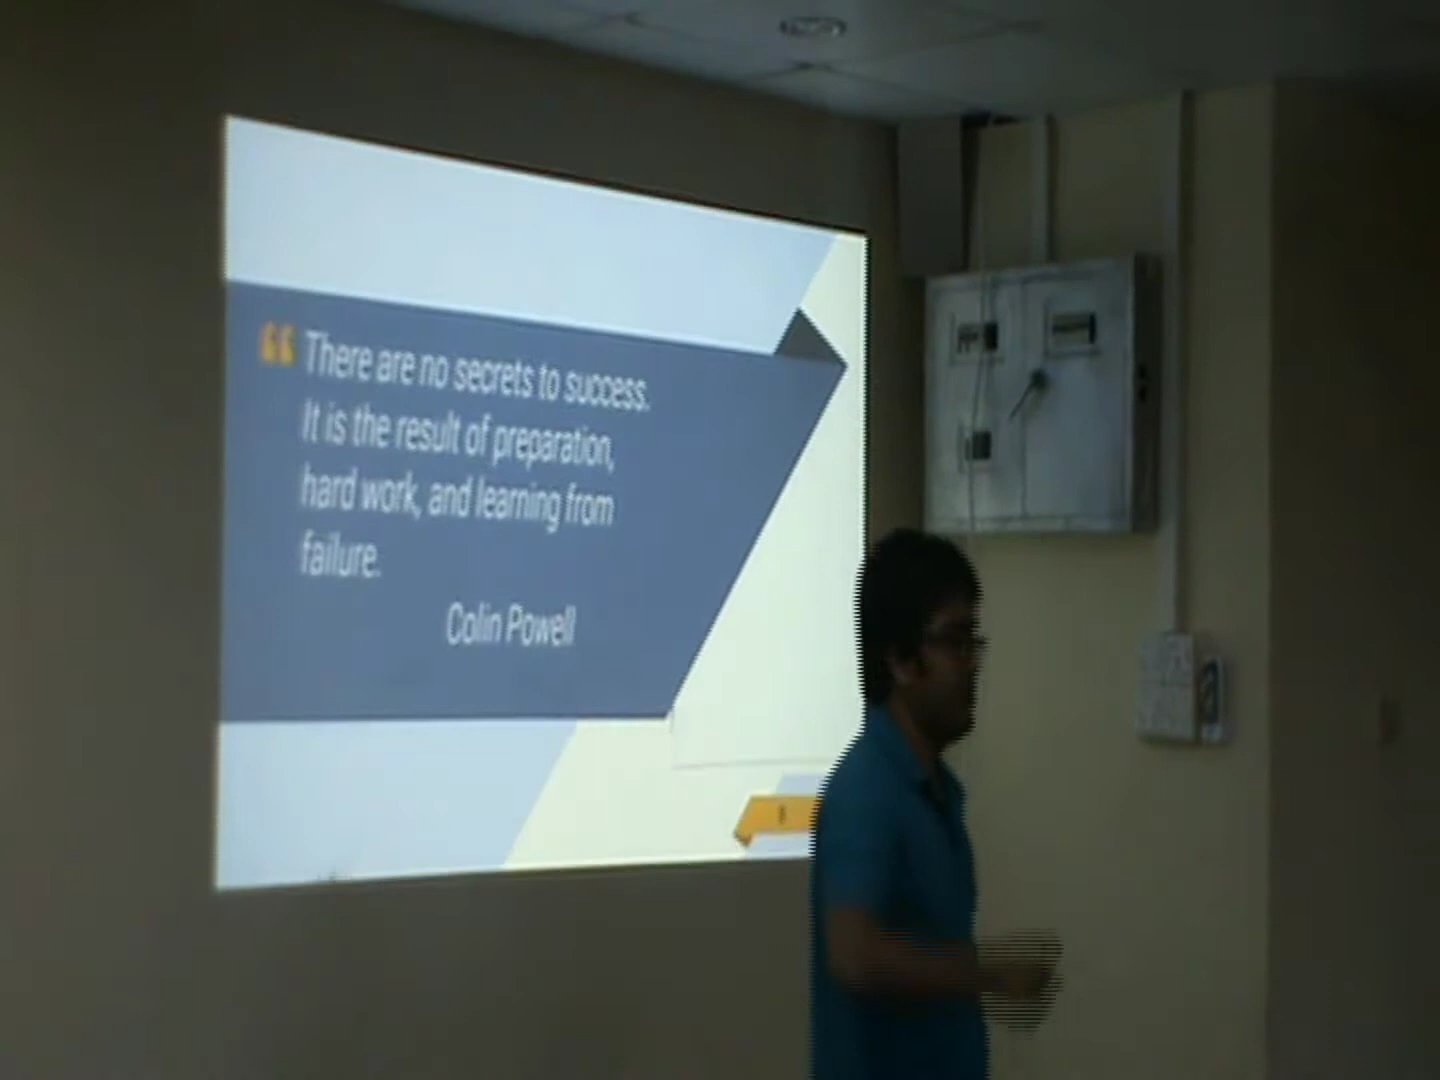 “ There are no secrets to success.
It is the result of preparation,
hard work, and learning from
failure.
Colin Powell